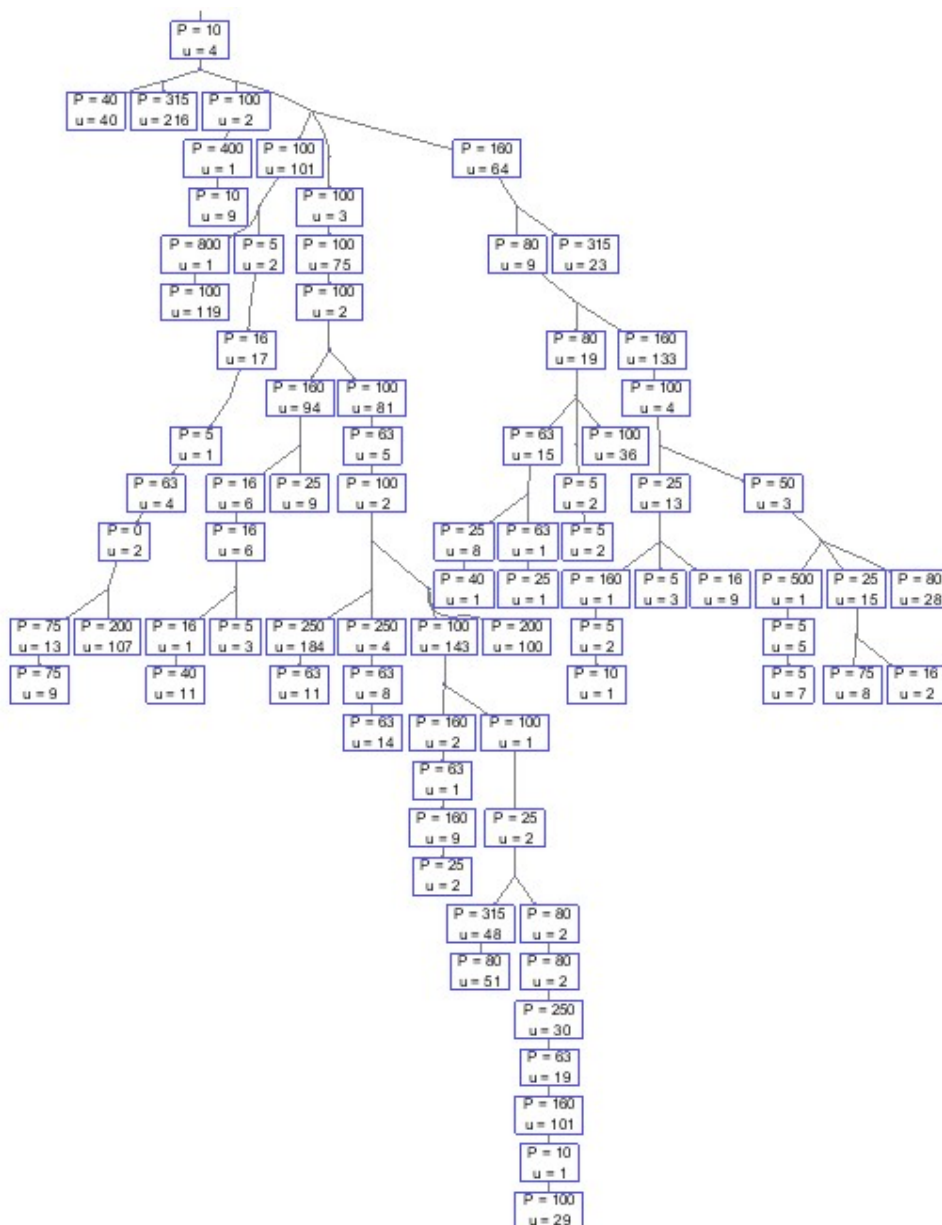 P = 10
u = 4
P = 40
u = 40
P = 315
u = 216
P = 100
u = 2
P = 400
u = 1
P = 100
u = 101
P = 160
u = 64
P = 10
u = 9
P = 100
u = 3
P = 800
u = 1
P = 5
u = 2
P = 100
u = 75
P = 80
u = 9
P = 315
u = 23
P = 100
u = 119
P = 100
u = 2
P = 16
u = 17
P = 80
u = 19
P = 160
u = 133
P = 160
u = 94
P = 100
u = 81
P = 100
u = 4
P = 5
u = 1
P = 63
u = 5
P = 63
u = 15
P = 100
u = 36
P = 63
u = 4
P = 16
u = 6
P = 25
u = 9
P = 100
u = 2
P = 5
u = 2
P = 25
u = 13
P = 50
u = 3
P = 0
u = 2
P = 16
u = 6
P = 25
u = 8
P = 63
u = 1
P = 5
u = 2
P = 40
u = 1
P = 25
u = 1
P = 160
u = 1
P = 5
u = 3
P = 16
u = 9
P = 500
u = 1
P = 25
u = 15
P = 80
u = 28
P = 75
u = 13
P = 200
u = 107
P = 16
u = 1
P = 5
u = 3
P = 250
u = 184
P = 250
u = 4
P = 100
u = 143
P = 200
u = 100
P = 5
u = 2
P = 5
u = 5
P = 75
u = 9
P = 40
u = 11
P = 63
u = 11
P = 63
u = 8
P = 10
u = 1
P = 5
u = 7
P = 75
u = 8
P = 16
u = 2
P = 63
u = 14
P = 160
u = 2
P = 100
u = 1
P = 63
u = 1
P = 160
u = 9
P = 25
u = 2
P = 25
u = 2
P = 315
u = 48
P = 80
u = 2
P = 80
u = 51
P = 80
u = 2
P = 250
u = 30
P = 63
u = 19
P = 160
u = 101
P = 10
u = 1
P = 100
u = 29